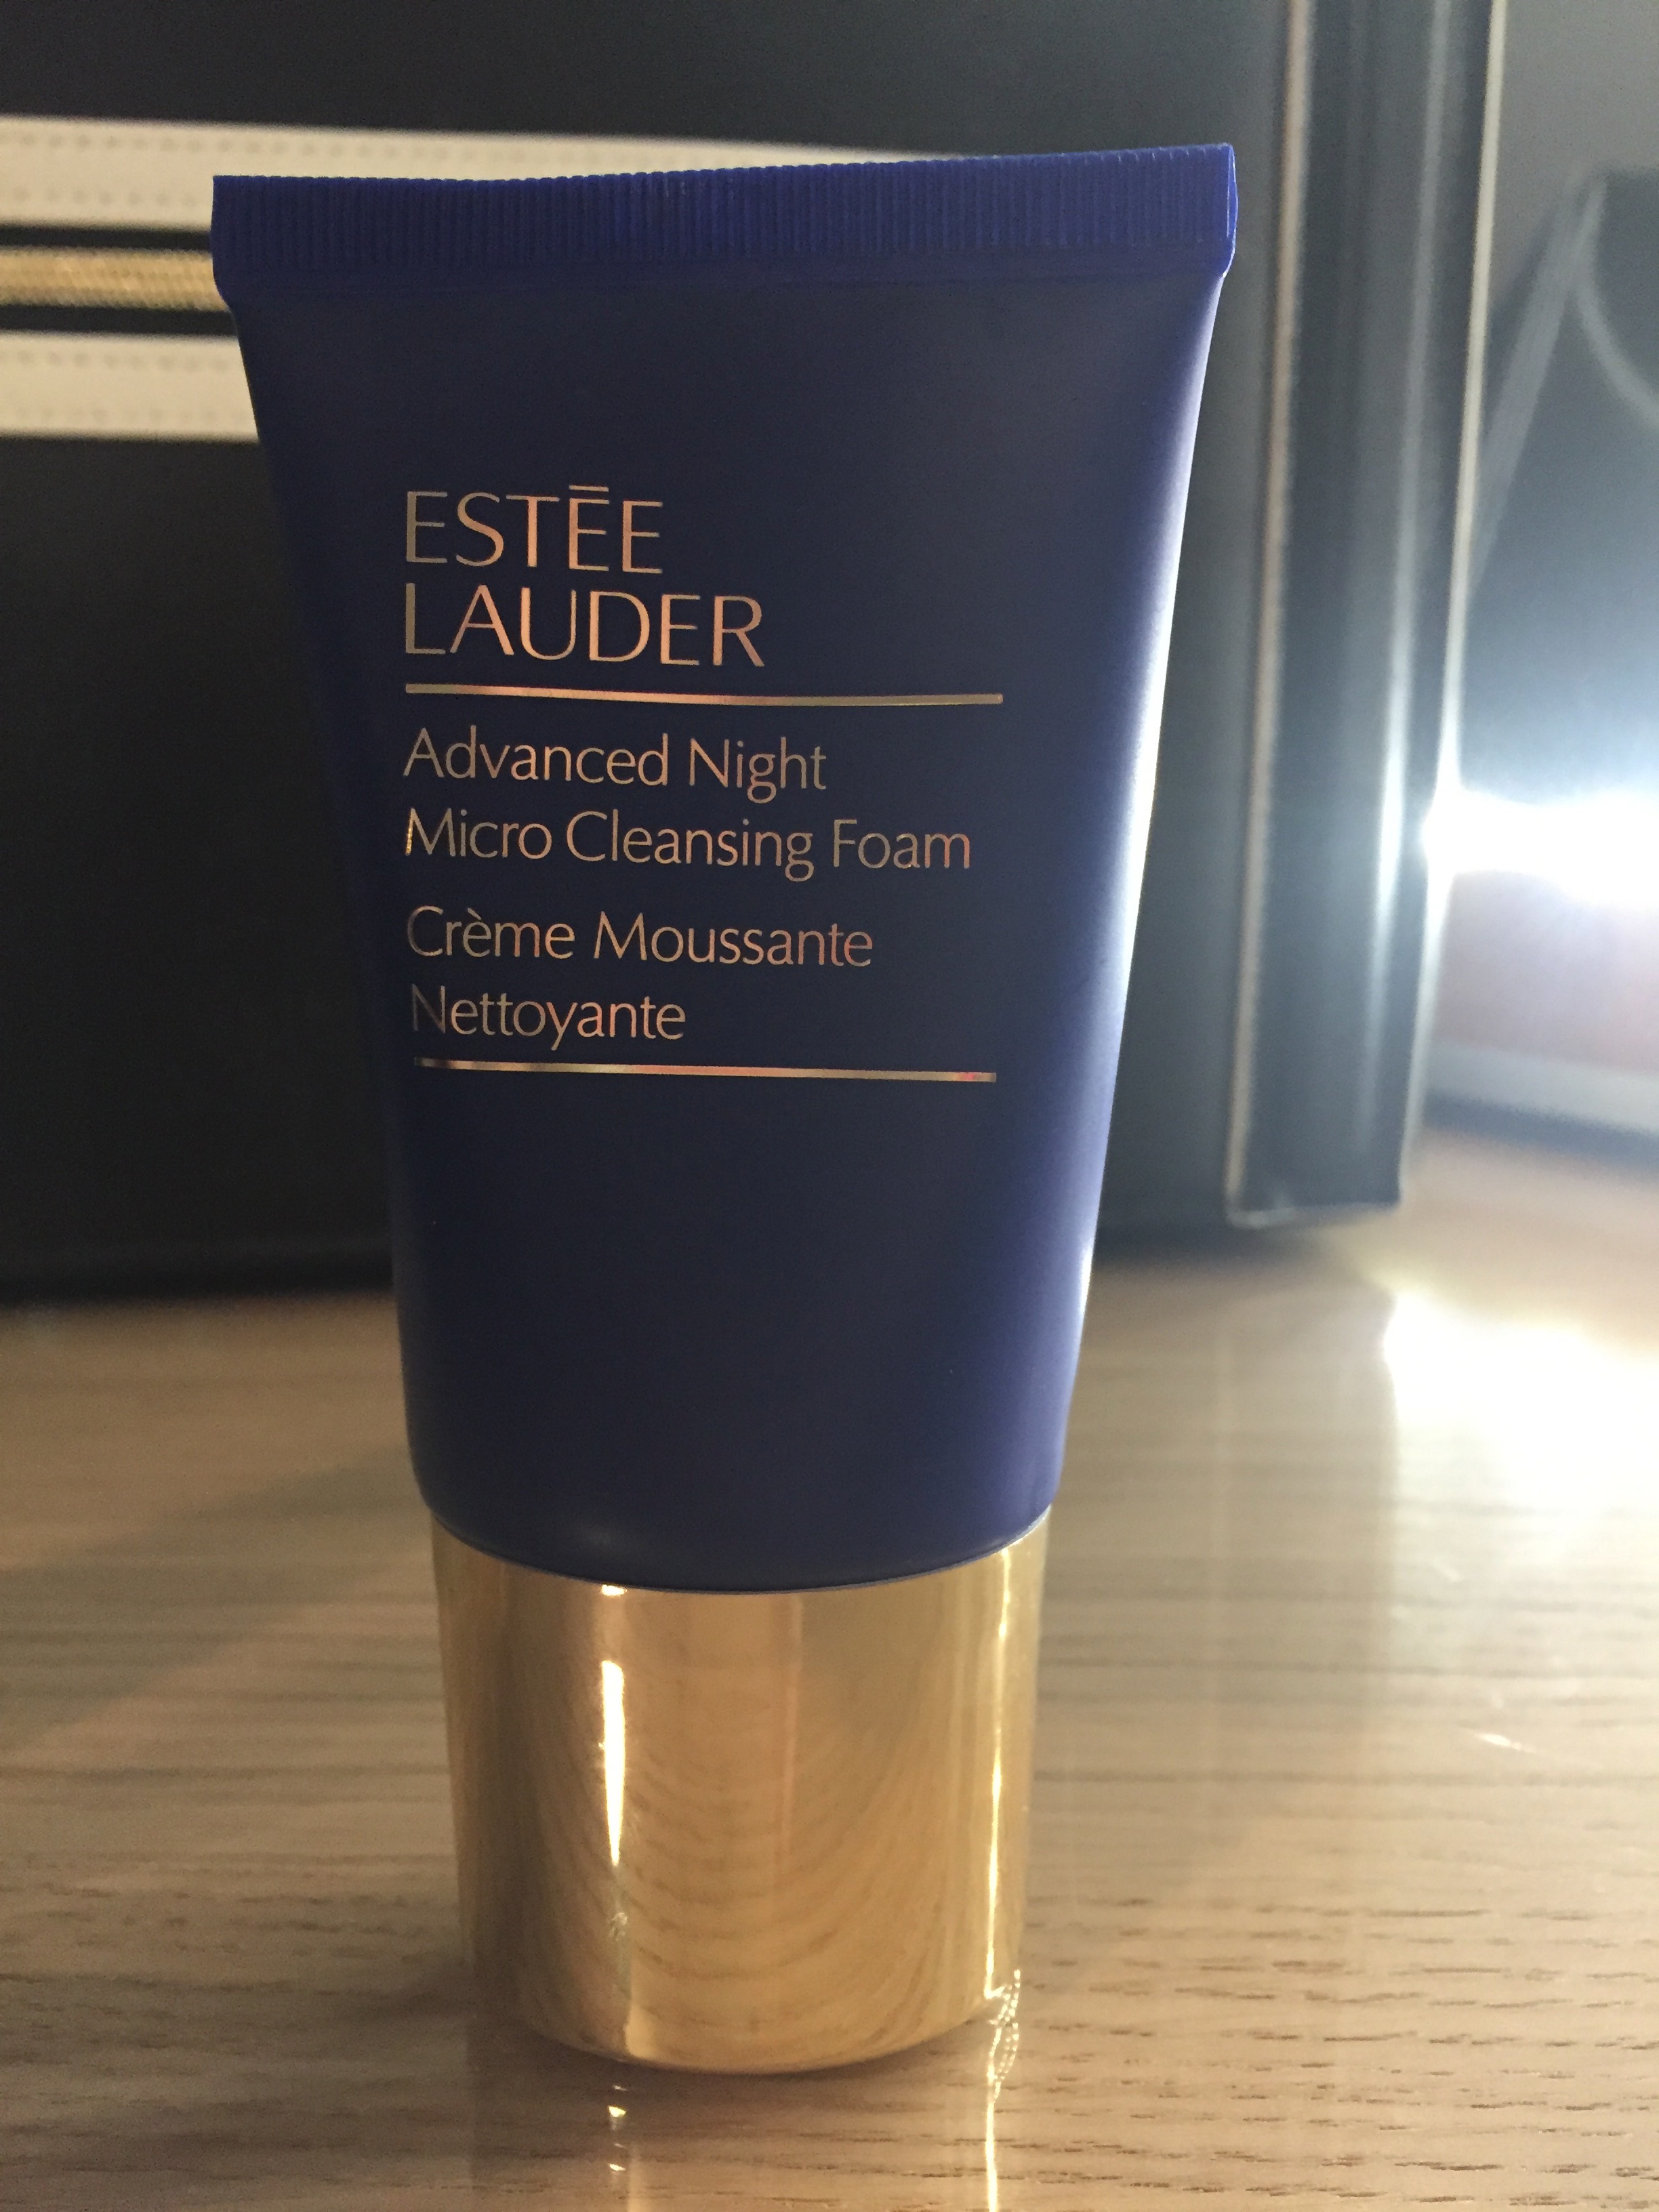 ESTĒE
LAUDER
Advanced Night
Micro Cleansing Foam
Crème Moussante
Nettoyante